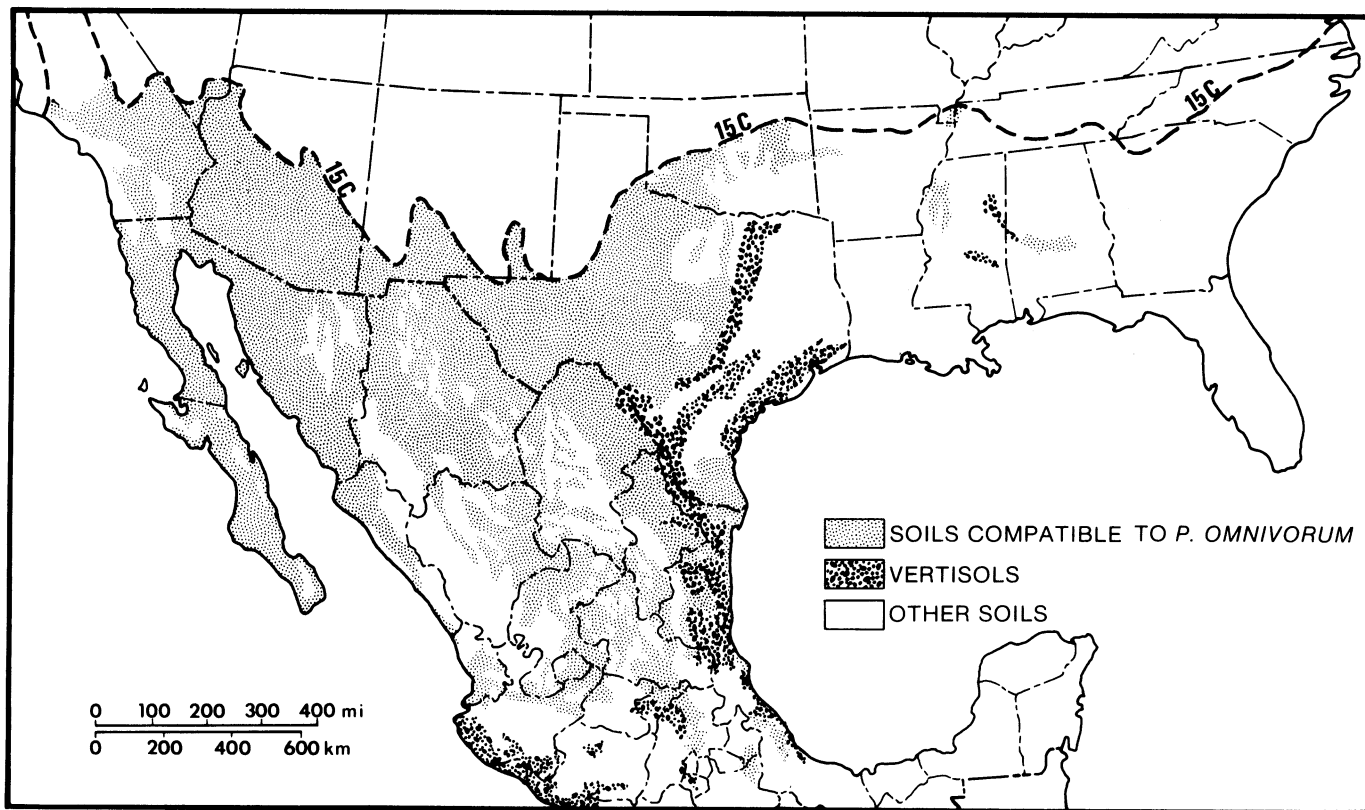 15C
15C
15C
SOILS COMPATIBLE TO P. OMNIVORUM
VERTISOLS
OTHER SOILS
0 100 200 300 400 mi
0 200 400 600 km